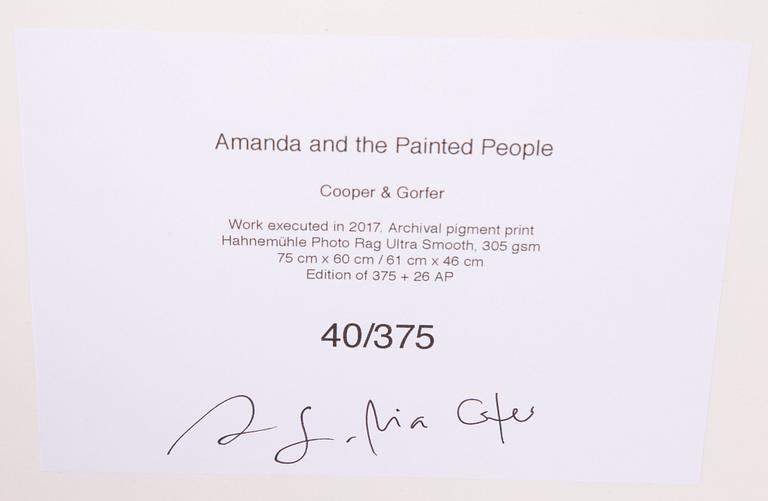 Amanda and the Painted People
Cooper & Gorfer
Work executed in 2017. Archival pigment print
Hahnemühle Photo Rag Ultra Smooth, 305 gsm
75 cm x 60 cm / 61 cm x 46 cm
Edition of 375 + 26 AP
40/375